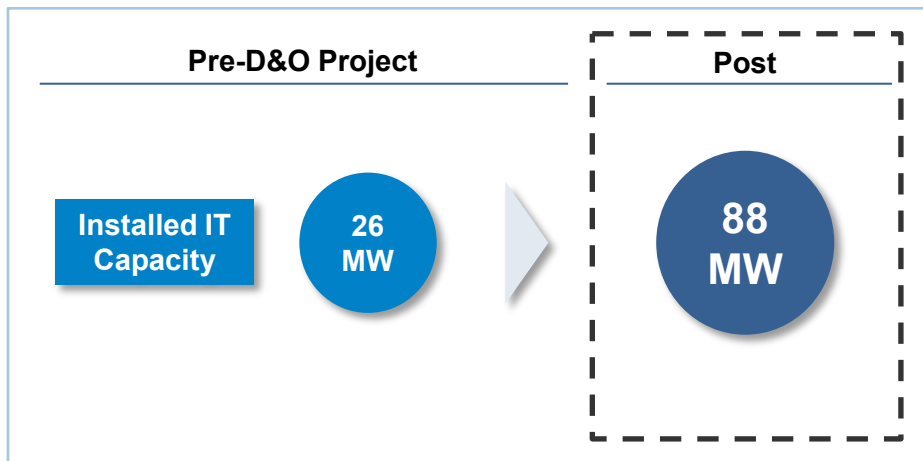 Pre-D&O Project
Post
Installed IT
Capacity
26
MW
88
MW